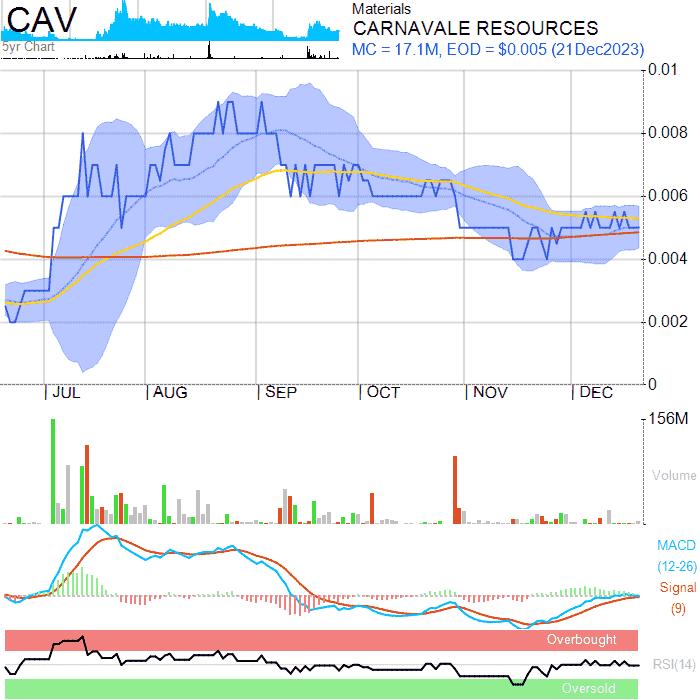 CAV
5yr Chart
Materials
CARNAVALE RESOURCES
MC = 17.1M, EOD = $0.005 (21Dec2023)
0.01
0.008
0.006
0.004
0.002
0
JUL
AUG
SEP
OCT
NOV
DEC
156M
Volume
MACD
(12-26)
Signal
(9)
Overbought
RSI(14)
Oversold